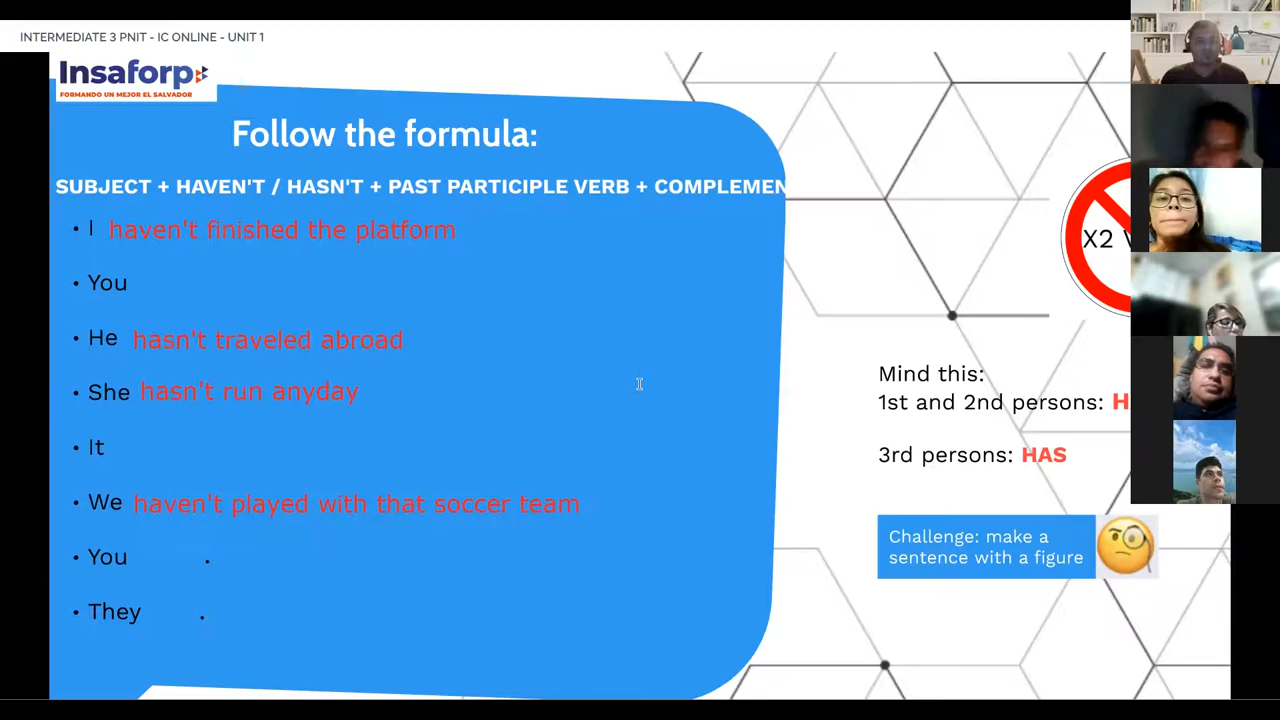 INTERMEDIATE 3 PNIT - IC ONLINE - UNIT 1
Insaforp
FORMANDO UN MEJOR EL SALVADOR
Follow the formula:
SUBJECT + HAVEN'T / HASN'T + PAST PARTICIPLE VERB + COMPLEMEN
• I haven't finished the platform
• You
• He hasn't traveled abroad
• She hasn't run anyday
• It
• We haven't played with that soccer team
• You .
• They .
X2 V
Mind this:
1st and 2nd persons: H
3rd persons: HAS
Challenge: make a
sentence with a figure